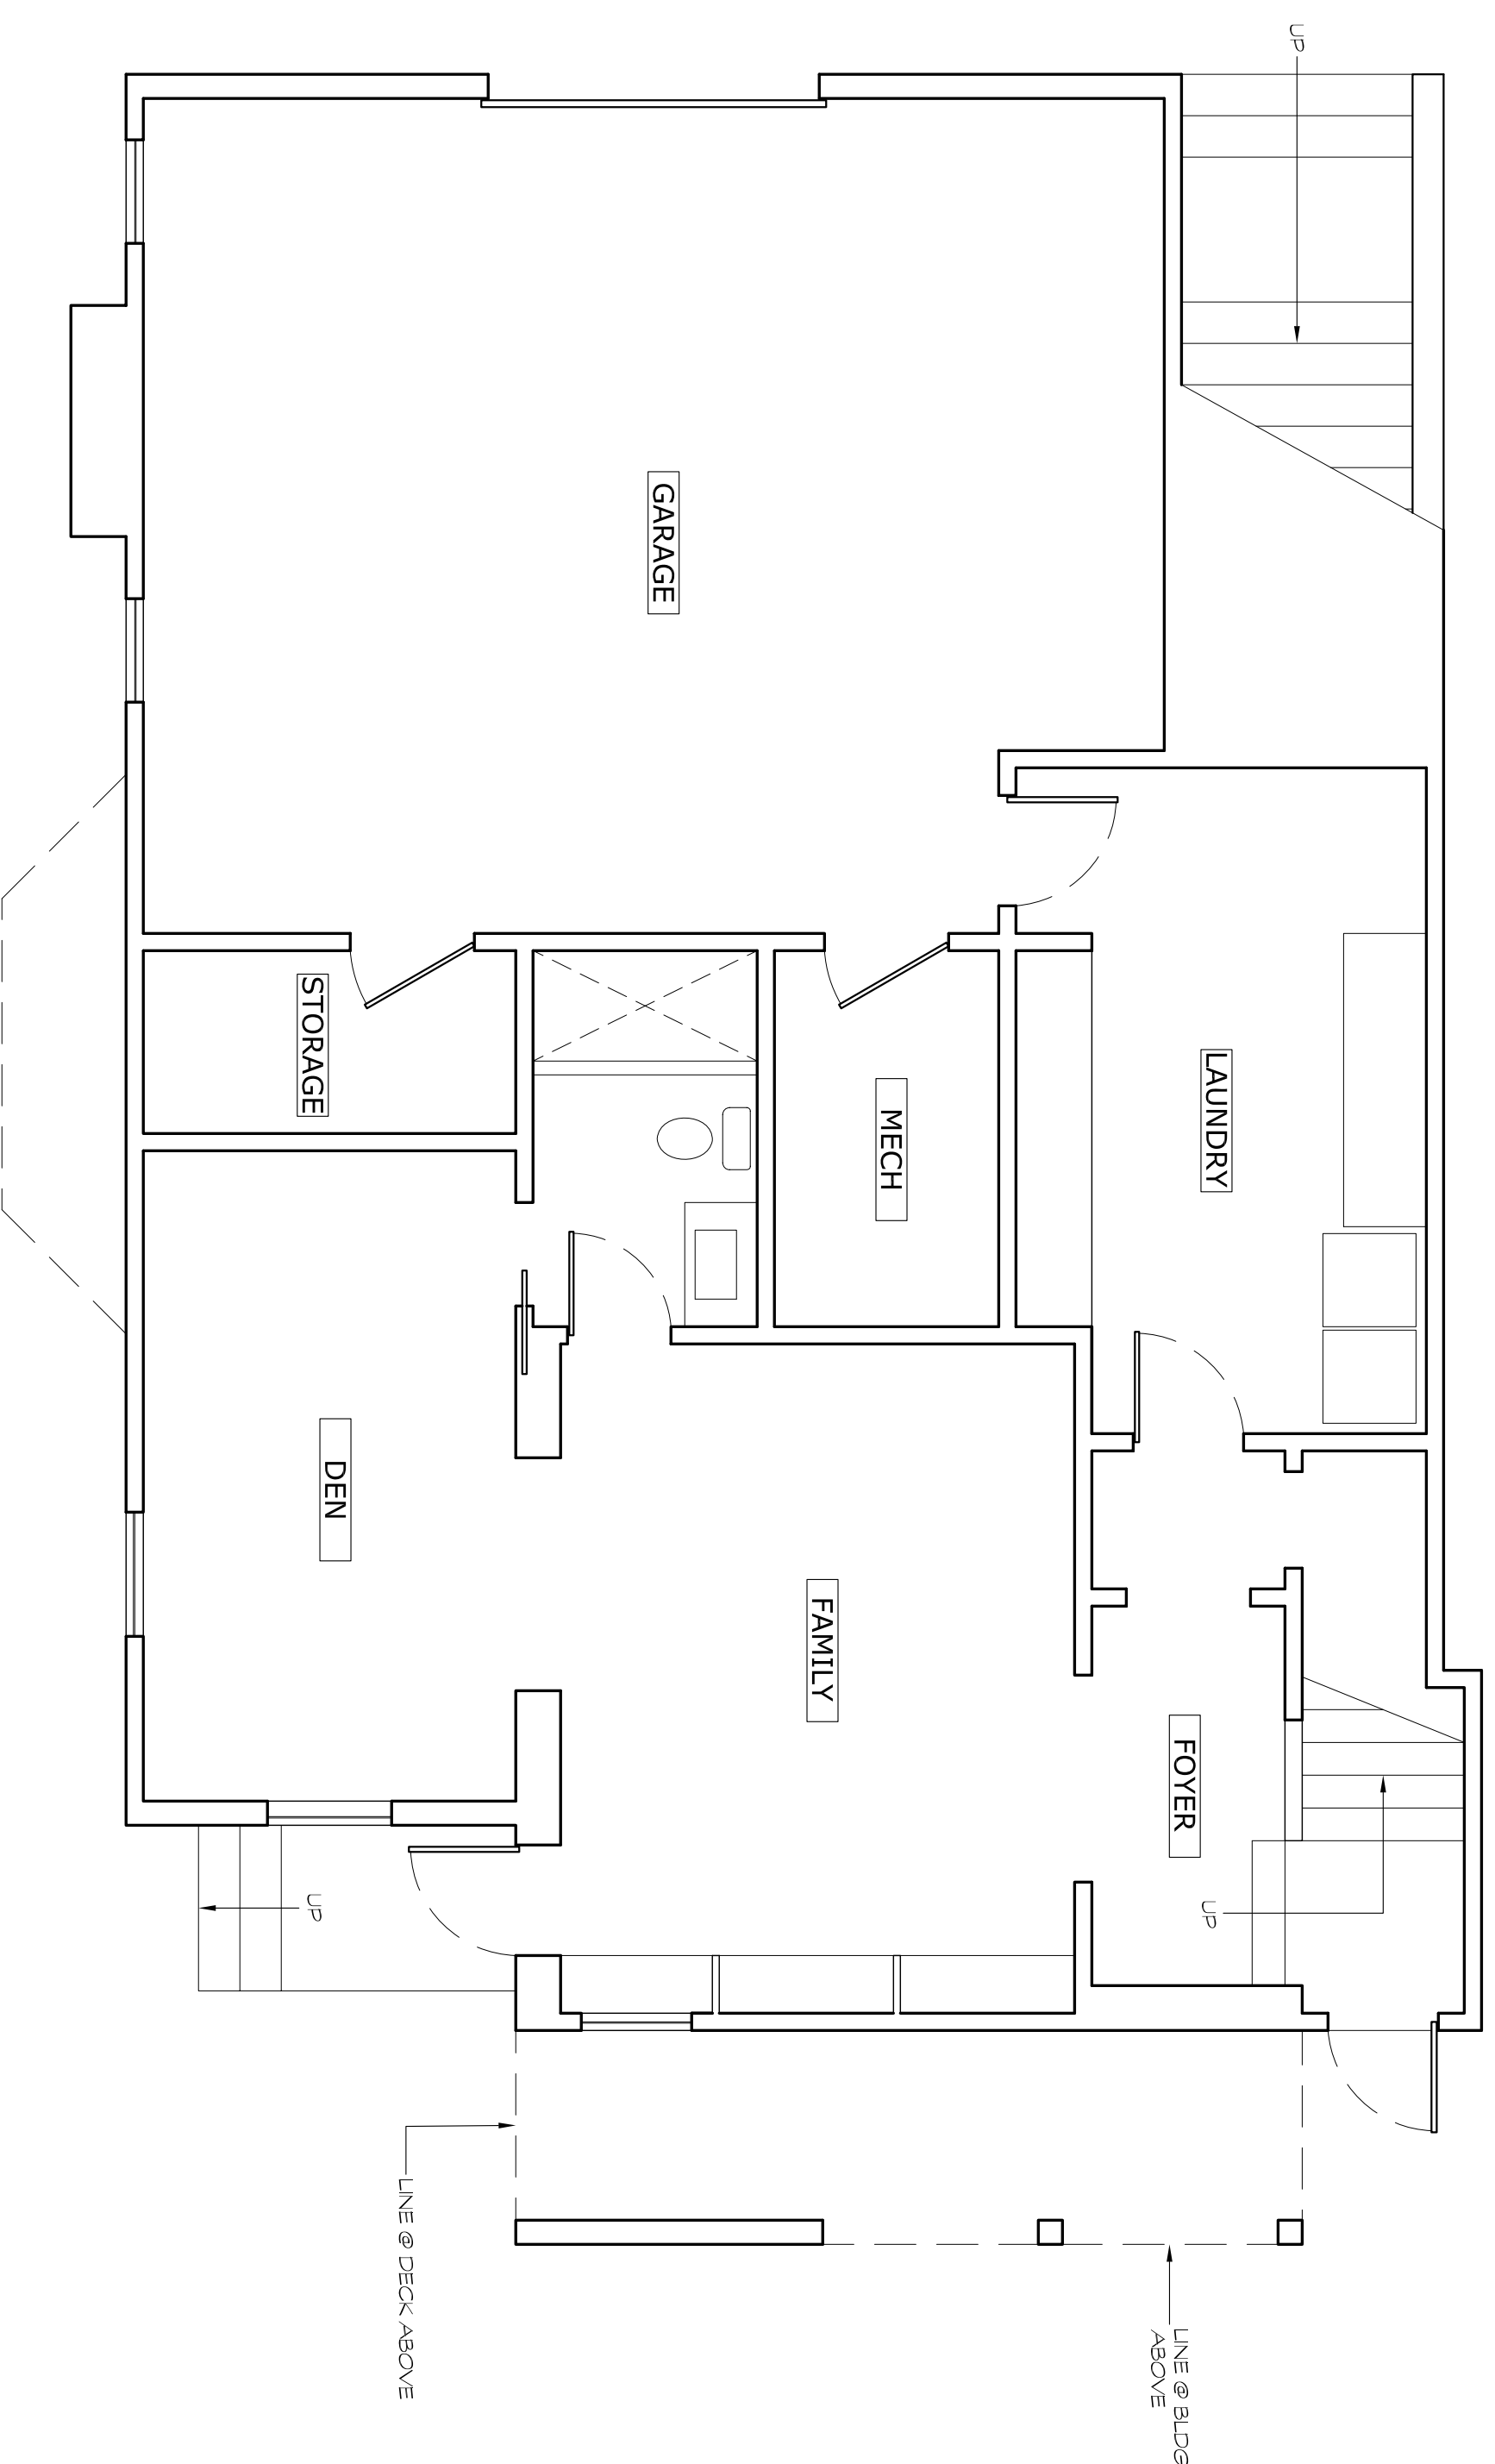 UP
GARAGE
STORAGE
MECH
LAUNDRY
DEN
FAMILY
FOYER
UP
UP
LINE @ DECK ABOVE
LINE @ BLDG
ABOVE